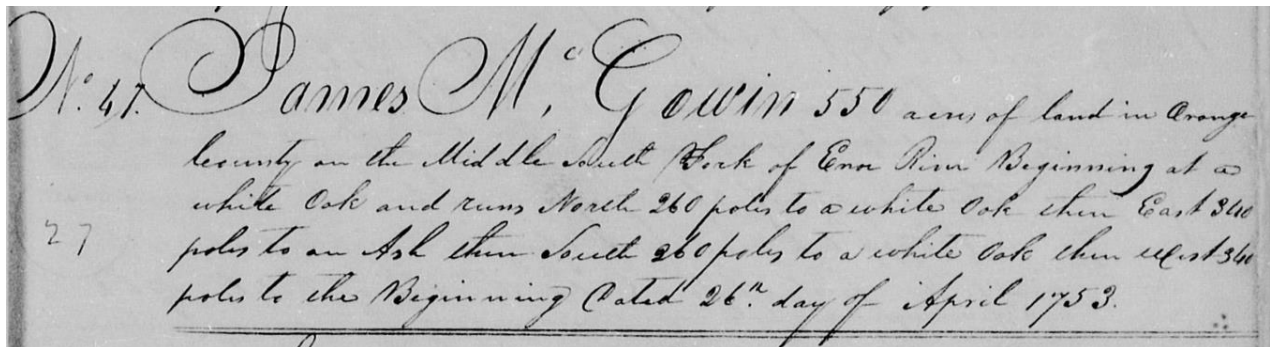 No. 47. James McGowin 550 acres of land in Orange
County on the Middle South Fork of Enoe River Beginning at a
white Oak and runs North 260 poles to a white Oak then East 340
27
poles to an Ash then South 260 poles to a white Oak then West 340
poles to the Beginning Dated 26th day of April 1753.